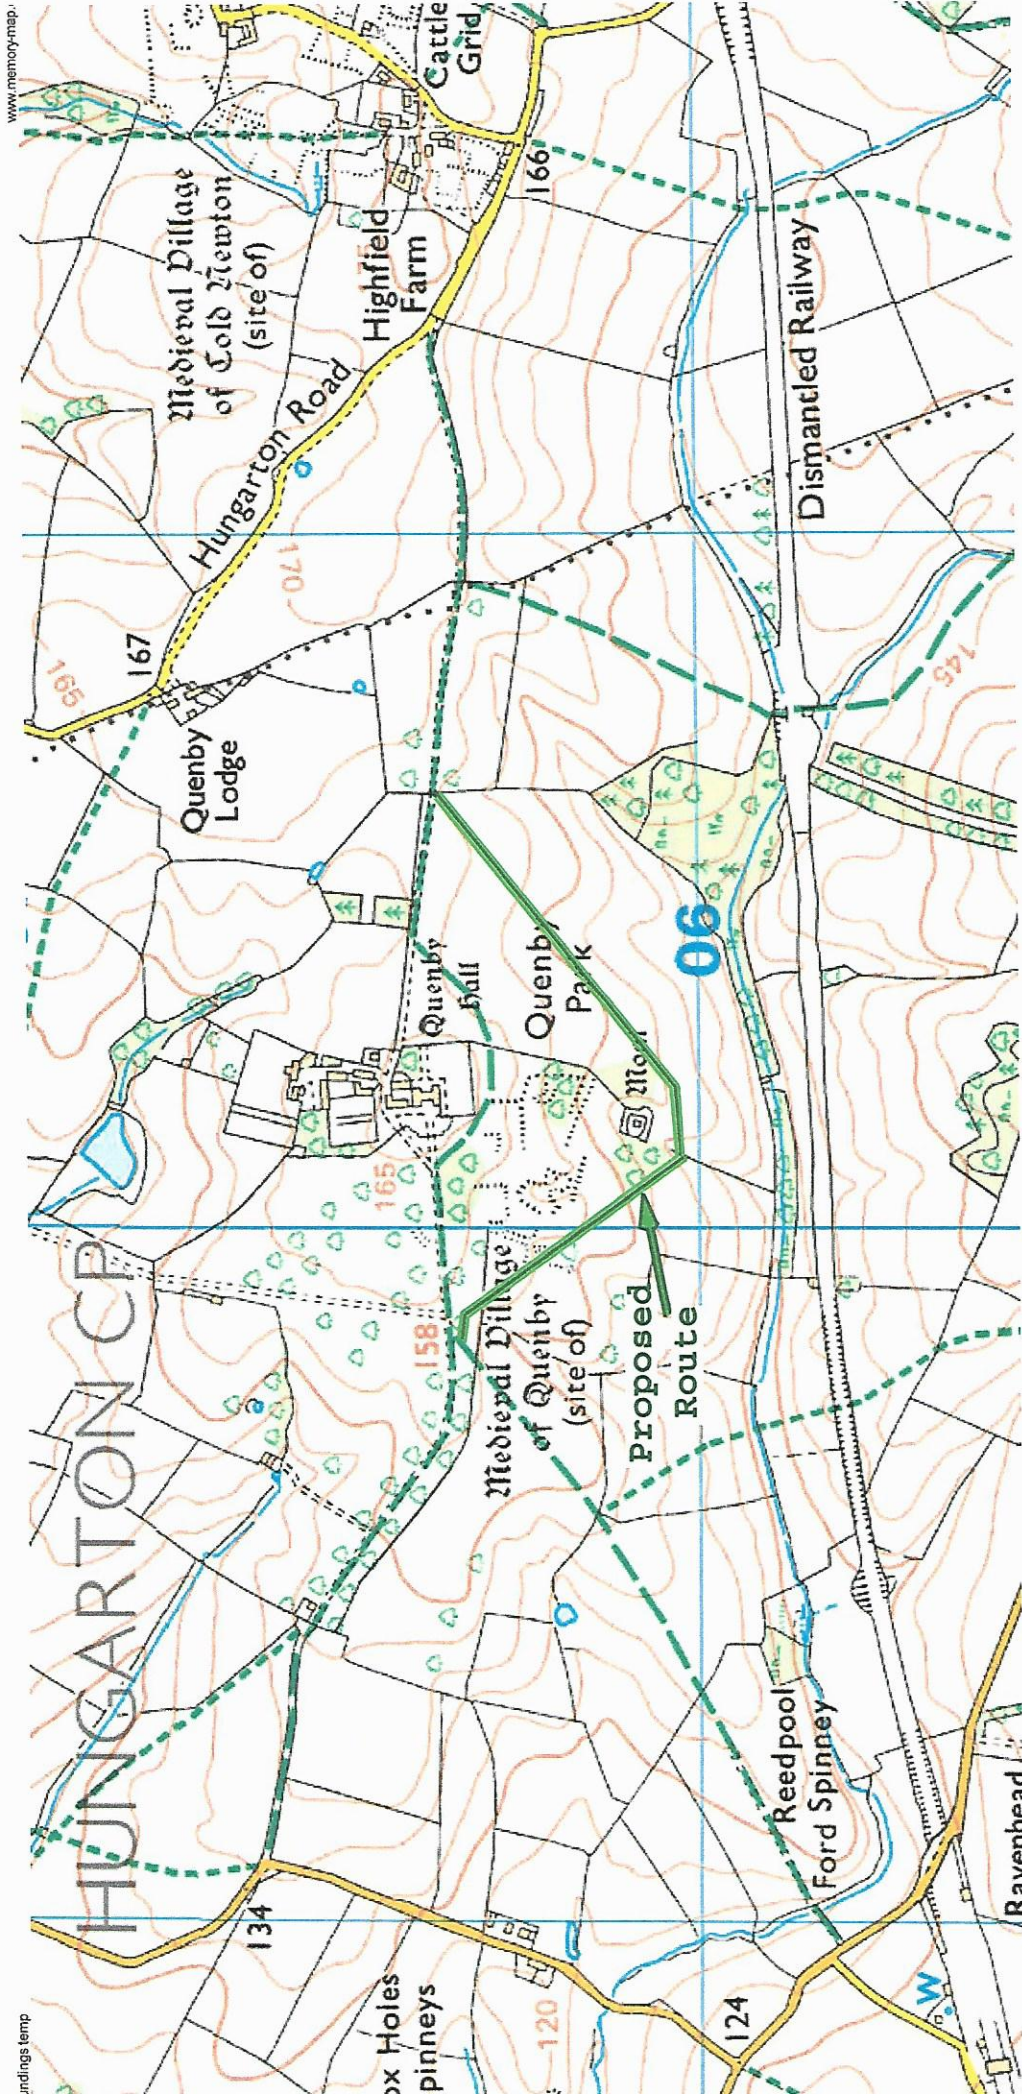 www.memory-map.
Cattle
Grid
166
Medieval Village
of Cold Newton
(site of)
Highfield
Farm
Hungarton Road
Dismantled Railway
170
167
165
Quenby
Lodge
145
Quenby
Hall
Quenby
Park
06
Moat
165
HUNGARTON CP
158
Medieval Village
of Quenby
(site of)
Proposed
Route
Reedpool
Ford Spinney
134
Ravenhead
ox Holes
pinneys
120
124
W
undings temp